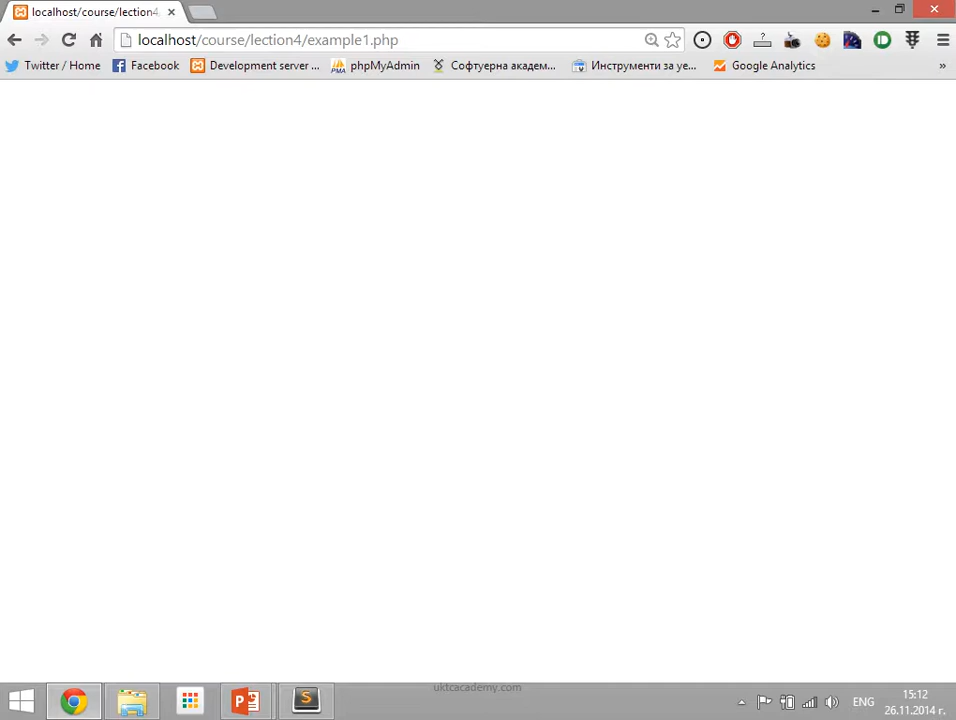 localhost/course/lection4
localhost/course/lection4/example1.php
Twitter / Home Facebook Development server ... phpMyAdmin Софтуерна академ... Инструменти за уе... Google Analytics »
uktcacademy.com
ENG
15:12
26.11.2014 г.